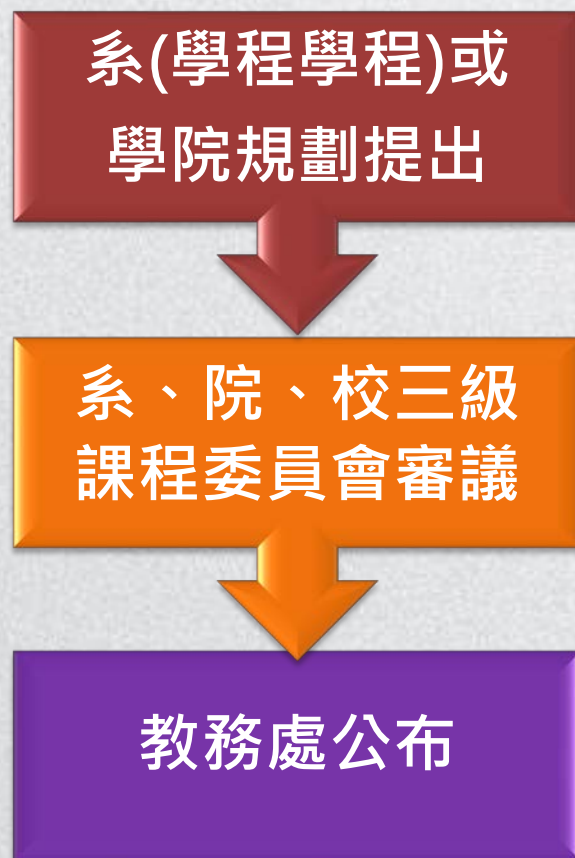 系(學程學程)或
學院規劃提出
系、院、校三級
課程委員會審議
教務處公布